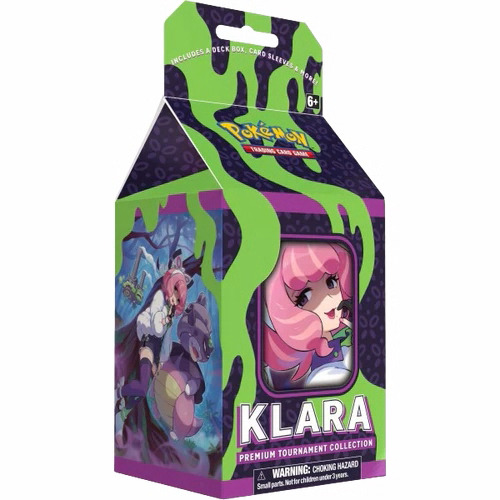 INCLUDES A DECK BOX, CARD SLEEVES & MORE!
6+
POKéMON
TRADING CARD GAME
KLARA
PREMIUM TOURNAMENT COLLECTION
WARNING: CHOKING HAZARD
Small parts. Not for children under 3 years.